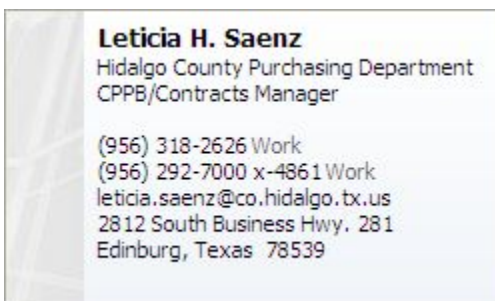 Leticia H. Saenz
Hidalgo County Purchasing Department
CPPB/Contracts Manager
(956) 318-2626 Work
(956) 292-7000 x-4861 Work
leticia.saenz@co.hidalgo.tx.us
2812 South Business Hwy. 281
Edinburg, Texas 78539